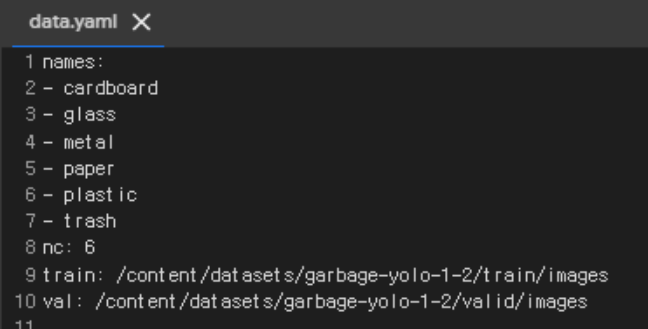 data.yaml X
1 names:
2 - cardboard
3 - glass
4 - metal
5 - paper
6 - plastic
7 - trash
8 nc: 6
9 train: /content/datasets/garbage-yolo-1-2/train/images
10 val: /content/datasets/garbage-yolo-1-2/valid/images
11